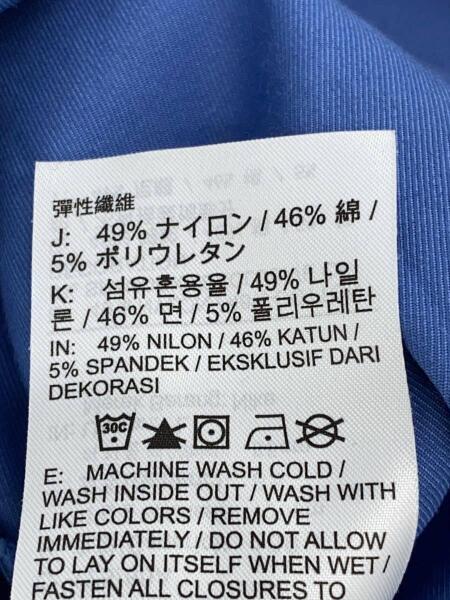 彈性纖維
J: 49% ナイロン / 46% 綿 /
5% ポリウレタン
K: 섬유혼용율 / 49% 나일
론 / 46% 면 / 5% 폴리우레탄
IN: 49% NILON / 46% KATUN /
5% SPANDEK / EKSKLUSIF DARI
DEKORASI
30C
E: MACHINE WASH COLD /
WASH INSIDE OUT / WASH WITH
LIKE COLORS / REMOVE
IMMEDIATELY / DO NOT ALLOW
TO LAY ON ITSELF WHEN WET /
FASTEN ALL CLOSURES TO